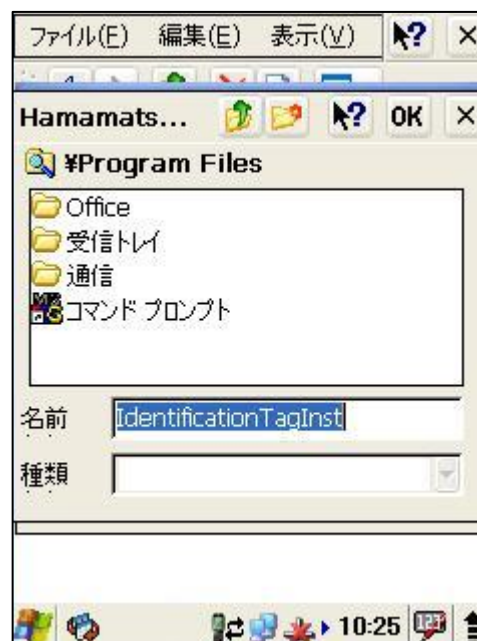 ファイル(F) 編集(E) 表示(V)
Hamamats... OK
¥Program Files
Office
受信トレイ
通信
コマンド プロンプト
名前 IdentificationTagInst
種類
10:25